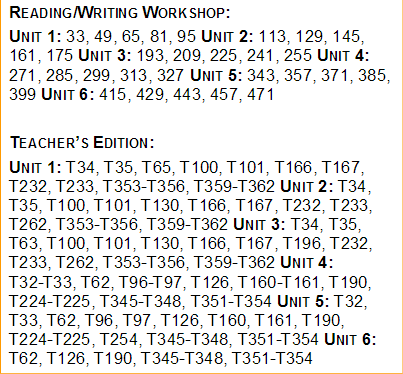 READING/WRITING WORKSHOP:
UNIT 1: 33, 49, 65, 81, 95 UNIT 2: 113, 129, 145,
161, 175 UNIT 3: 193, 209, 225, 241, 255 UNIT 4:
271, 285, 299, 313, 327 UNIT 5: 343, 357, 371, 385,
399 UNIT 6: 415, 429, 443, 457, 471
TEACHER'S EDITION:
UNIT 1: T34, T35, T65, T100, T101, T166, T167,
T232, T233, T353-T356, T359-T362 UNIT 2: T34,
T35, T100, T101, T130, T166, T167, T232, T233,
T262, T353-T356, T359-T362 UNIT 3: T34, T35,
T63, T100, T101, T130, T166, T167, T196, T232,
T233, T262, T353-T356, T359-T362 UNIT 4:
T32-T33, T62, T96-T97, T126, T160-T161, T190,
T224-T225, T345-T348, T351-T354 UNIT 5: T32,
T33, T62, T96, T97, T126, T160, T161, T190,
T224-T225, T254, T345-T348, T351-T354 UNIT 6:
T62, T126, T190, T345-T348, T351-T354